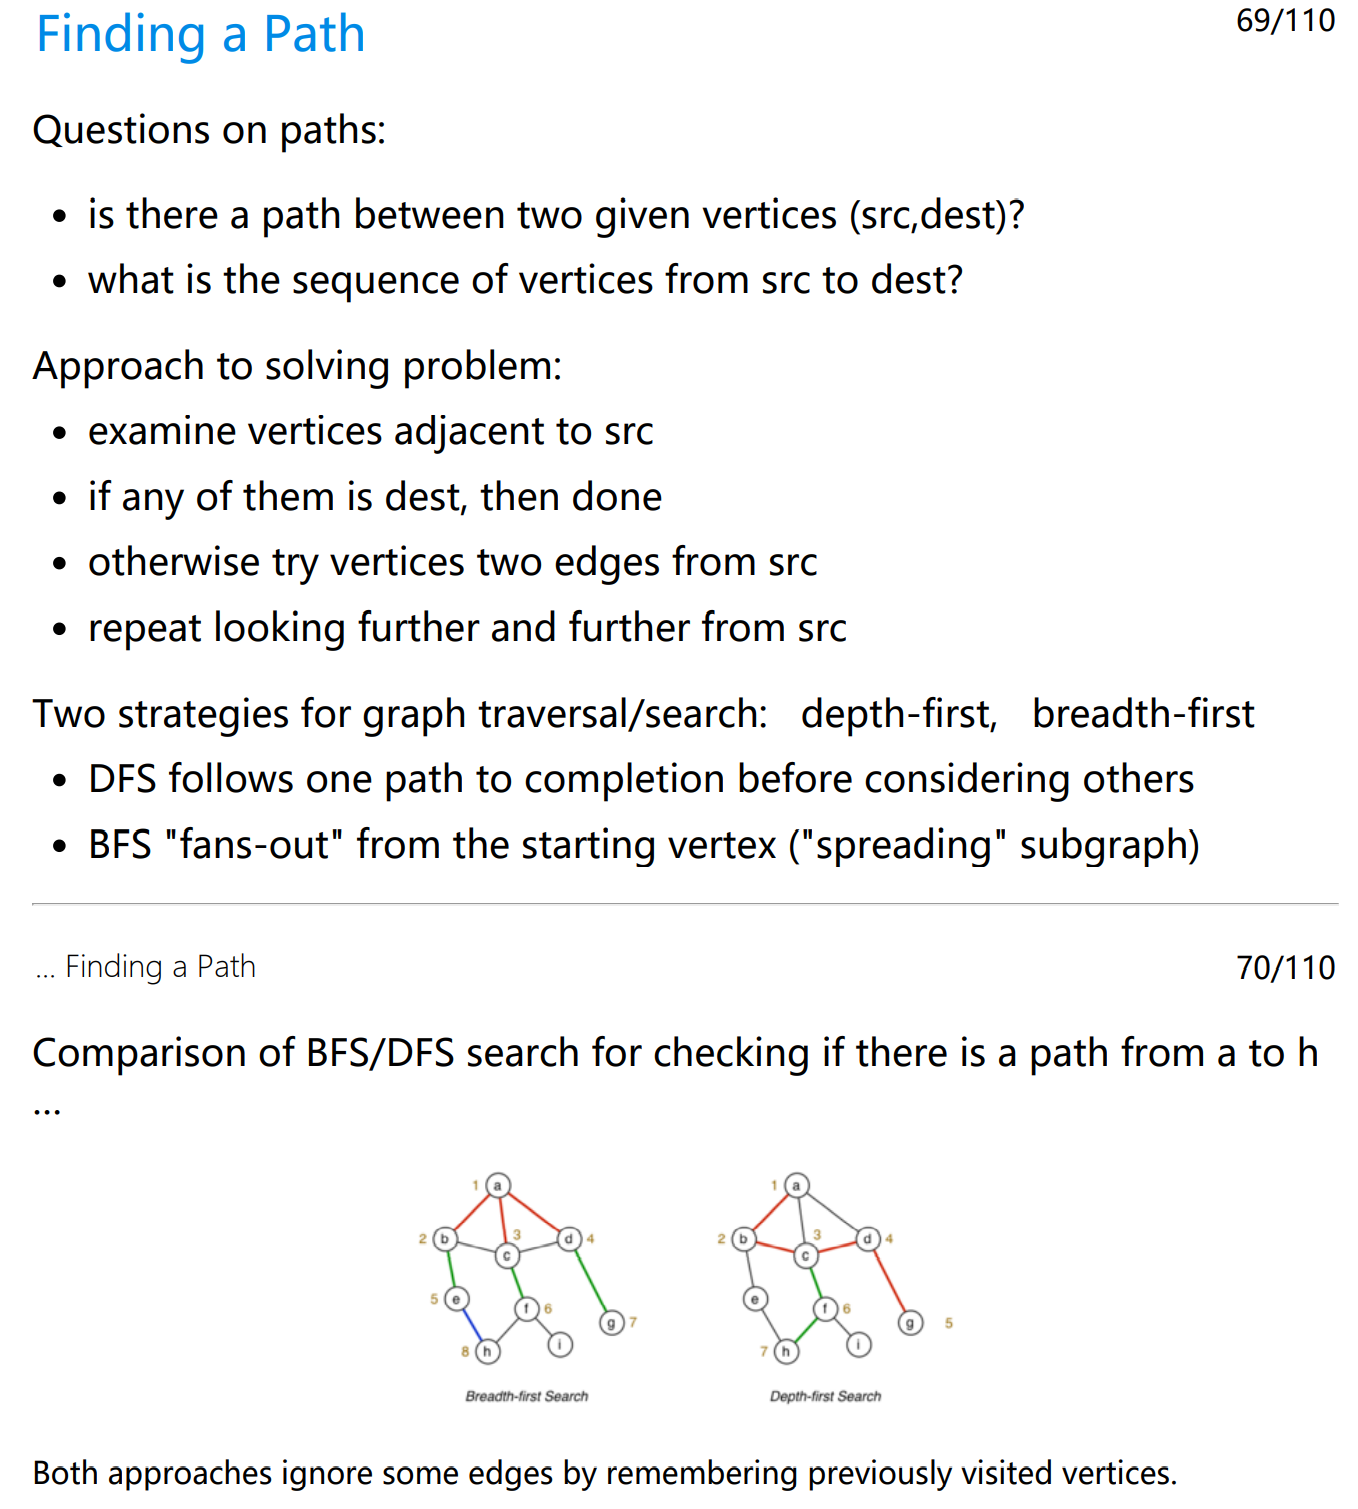 Finding a Path
69/110
Questions on paths:
• is there a path between two given vertices (src,dest)?
• what is the sequence of vertices from src to dest?
Approach to solving problem:
• examine vertices adjacent to src
• if any of them is dest, then done
• otherwise try vertices two edges from src
• repeat looking further and further from src
Two strategies for graph traversal/search: depth-first, breadth-first
• DFS follows one path to completion before considering others
• BFS "fans-out" from the starting vertex ("spreading" subgraph)
... Finding a Path
70/110
Comparison of BFS/DFS search for checking if there is a path from a to h
...
1 a
2 b
3
c
d 4
5 e
f 6
g 7
8 h
i
Breadth-first Search
1 a
2 b
3
c
d 4
e
f 6
g 5
7 h
i
Depth-first Search
Both approaches ignore some edges by remembering previously visited vertices.